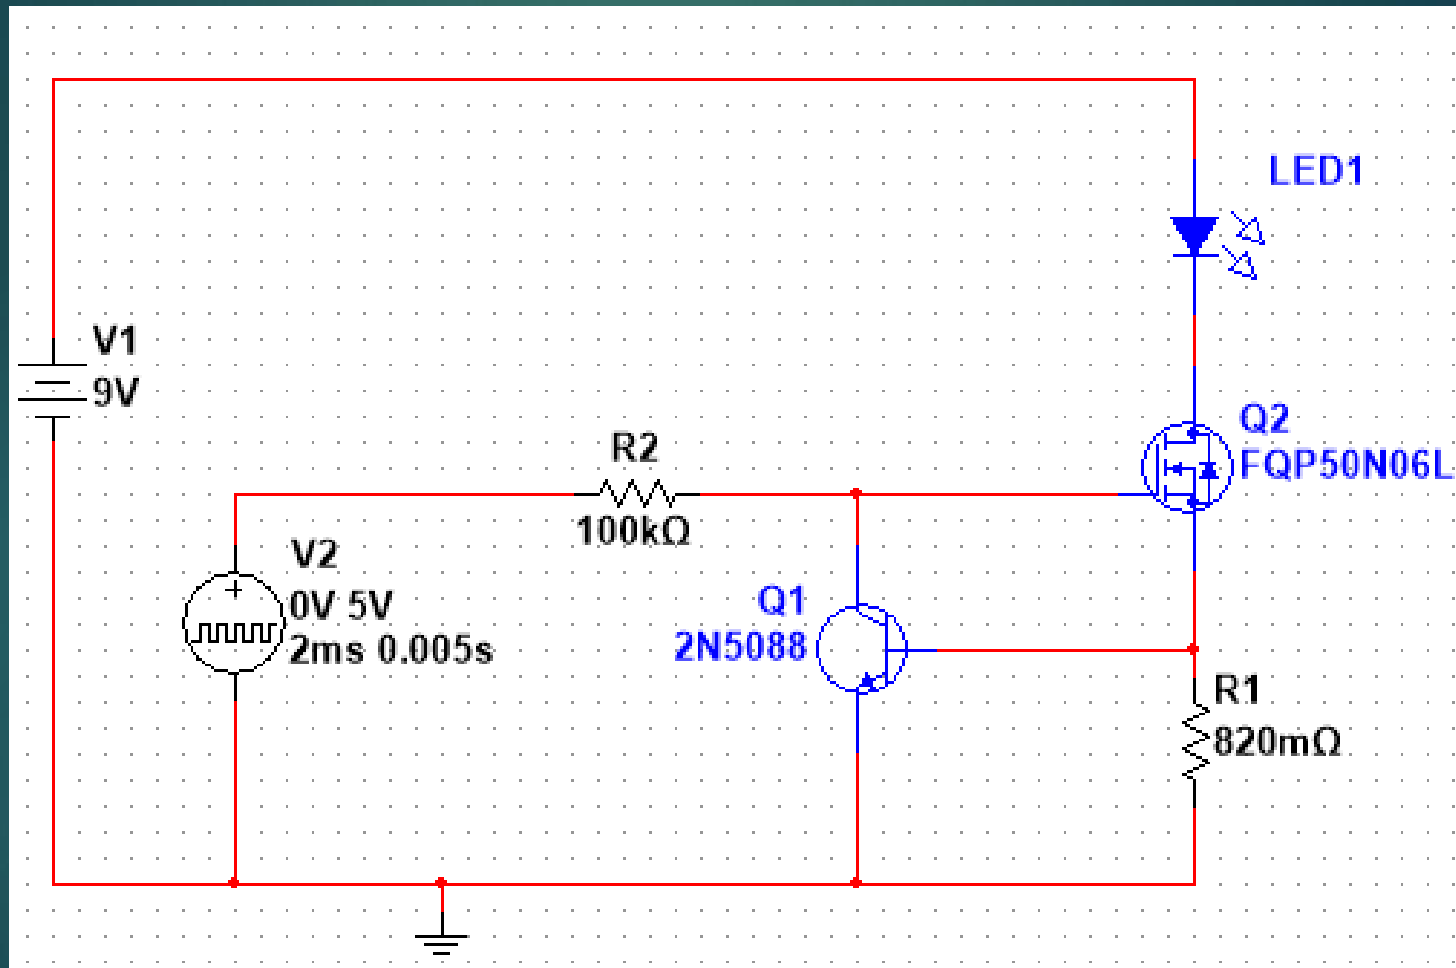 LED1
V1
9V
Q2
FQP50N06L
R2
100kΩ
V2
0V 5V
2ms 0.005s
Q1
2N5088
R1
820mΩ